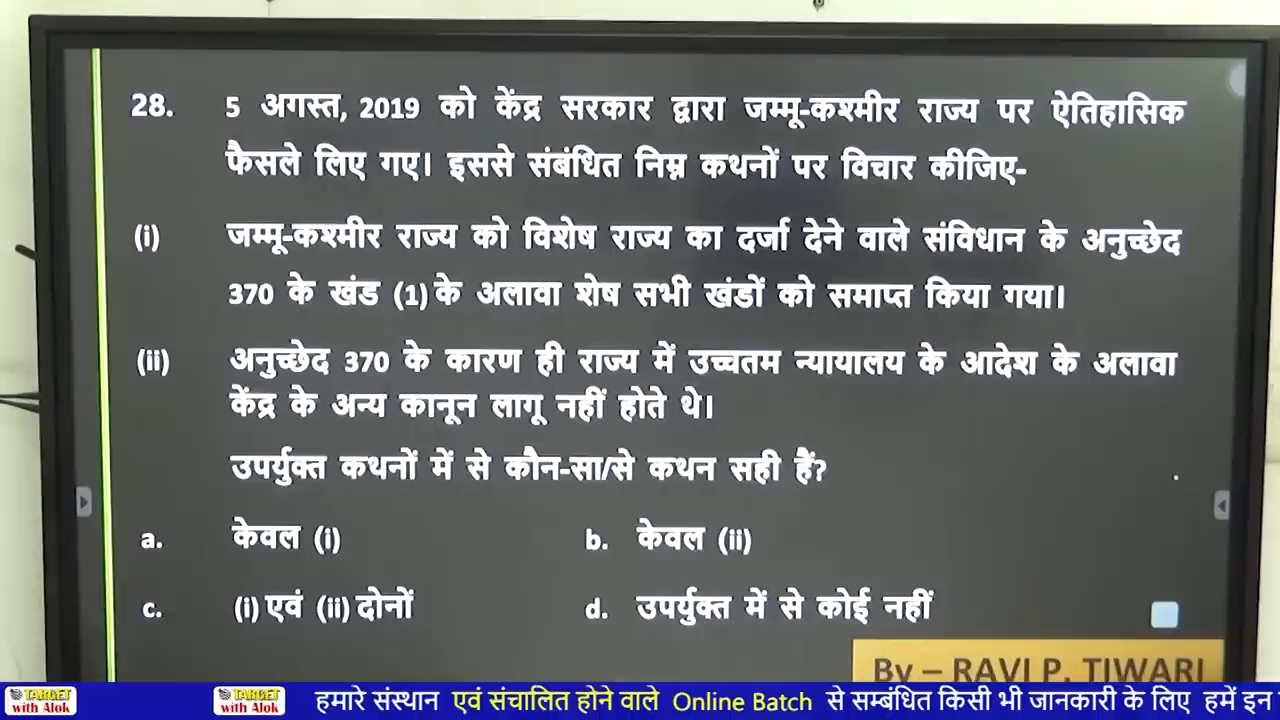 28. 5 अगस्त, 2019 को केंद्र सरकार द्वारा जम्मू-कश्मीर राज्य पर ऐतिहासिक
फैसले लिए गए। इससे संबंधित निम्न कथनों पर विचार कीजिए-
(i) जम्मू-कश्मीर राज्य को विशेष राज्य का दर्जा देने वाले संविधान के अनुच्छेद
370 के खंड (1) के अलावा शेष सभी खंडों को समाप्त किया गया।
(ii) अनुच्छेद 370 के कारण ही राज्य में उच्चतम न्यायालय के आदेश के अलावा
केंद्र के अन्य कानून लागू नहीं होते थे।
उपर्युक्त कथनों में से कौन-सा/से कथन सही हैं?
a. केवल (i) b. केवल (ii)
c. (i) एवं (ii) दोनों d. उपर्युक्त में से कोई नहीं
By – RAVI P. TIWARI
TARGET with Alok TARGET with Alok हमारे संस्थान एवं संचालित होने वाले Online Batch से सम्बंधित किसी भी जानकारी के लिए हमें इन